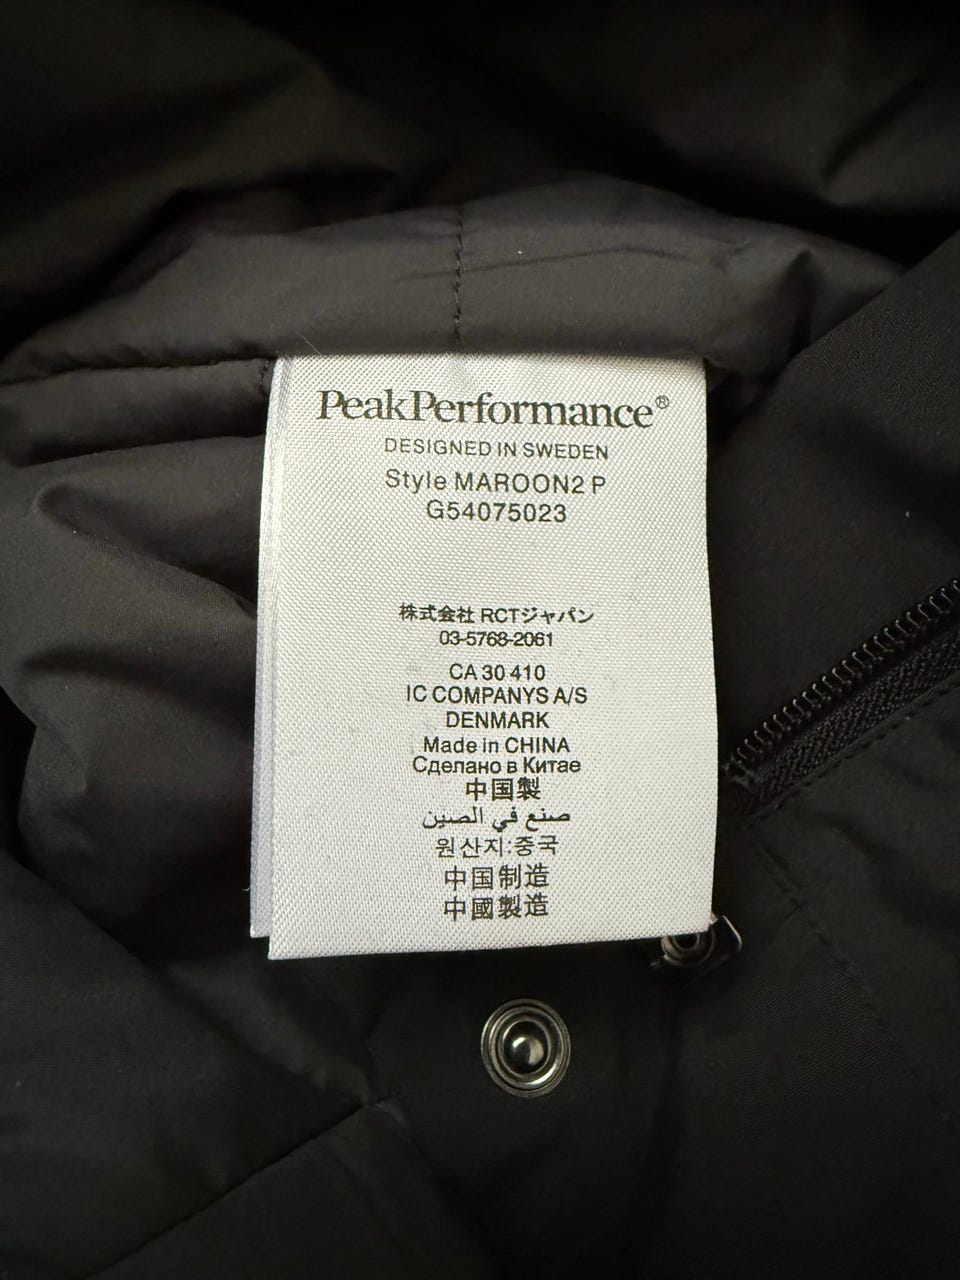 PeakPerformance®
DESIGNED IN SWEDEN
Style MAROON2 P
G54075023
株式会社 RCTジャパン
03-5768-2061
CA 30 410
IC COMPANYS A/S
DENMARK
Made in CHINA
Сделано в Китае
中国製
صنع في الصين
원산지:중국
中国制造
中國製造